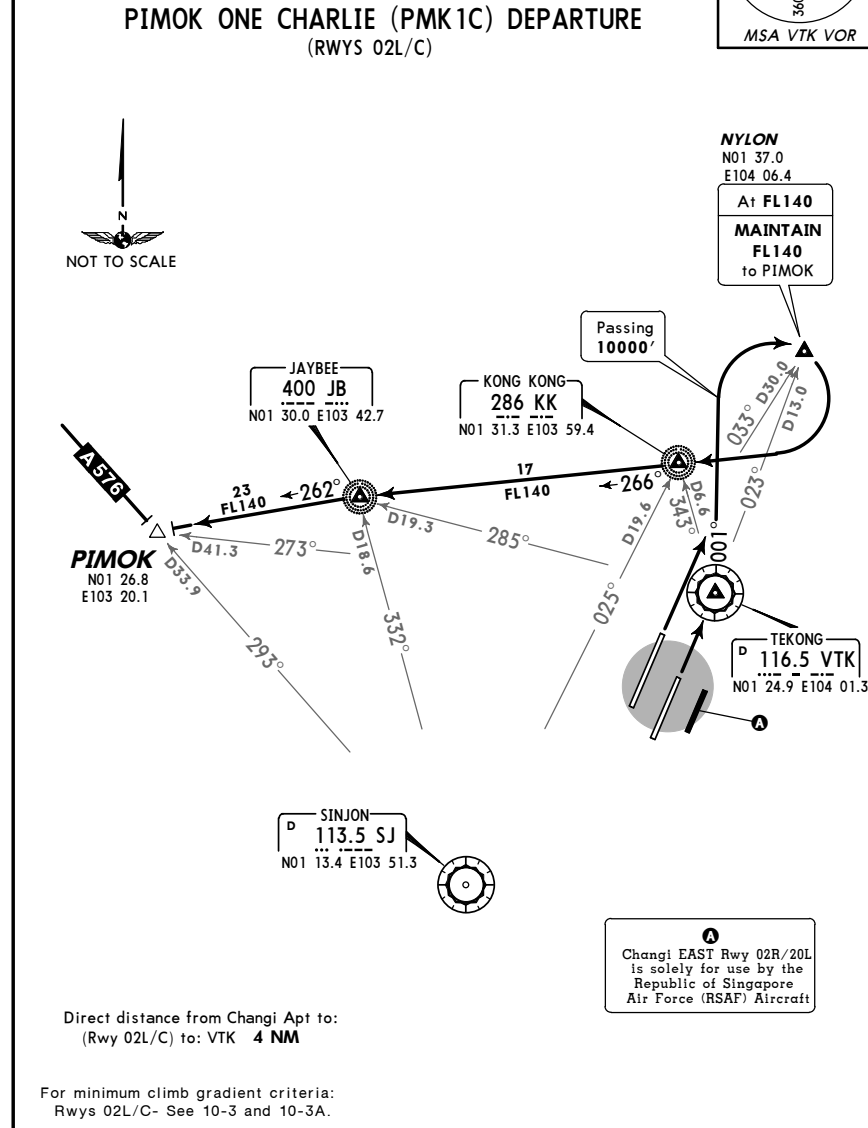 PIMOK ONE CHARLIE (PMK1C) DEPARTURE
(RWYS 02L/C)
360
MSA VTK VOR
N
NOT TO SCALE
NYLON
N01 37.0
E104 06.4
At FL140
MAINTAIN
FL140
to PIMOK
Passing
10000'
JAYBEE
400 JB
N01 30.0 E103 42.7
KONG KONG
286 KK
N01 31.3 E103 59.4
033° D30.0
D13.0
023°
A576
23
FL140
262°
17
FL140
266°
D6.6
343°
D19.6
025°
001°
D19.3
285°
D18.6
332°
D41.3
273°
D33.9
293°
PIMOK
N01 26.8
E103 20.1
TEKONG
D 116.5 VTK
N01 24.9 E104 01.3
A
SINJON
D 113.5 SJ
N01 13.4 E103 51.3
A
Changi EAST Rwy 02R/20L
is solely for use by the
Republic of Singapore
Air Force (RSAF) Aircraft
Direct distance from Changi Apt to:
(Rwy 02L/C) to: VTK 4 NM
For minimum climb gradient criteria:
Rwys 02L/C- See 10-3 and 10-3A.